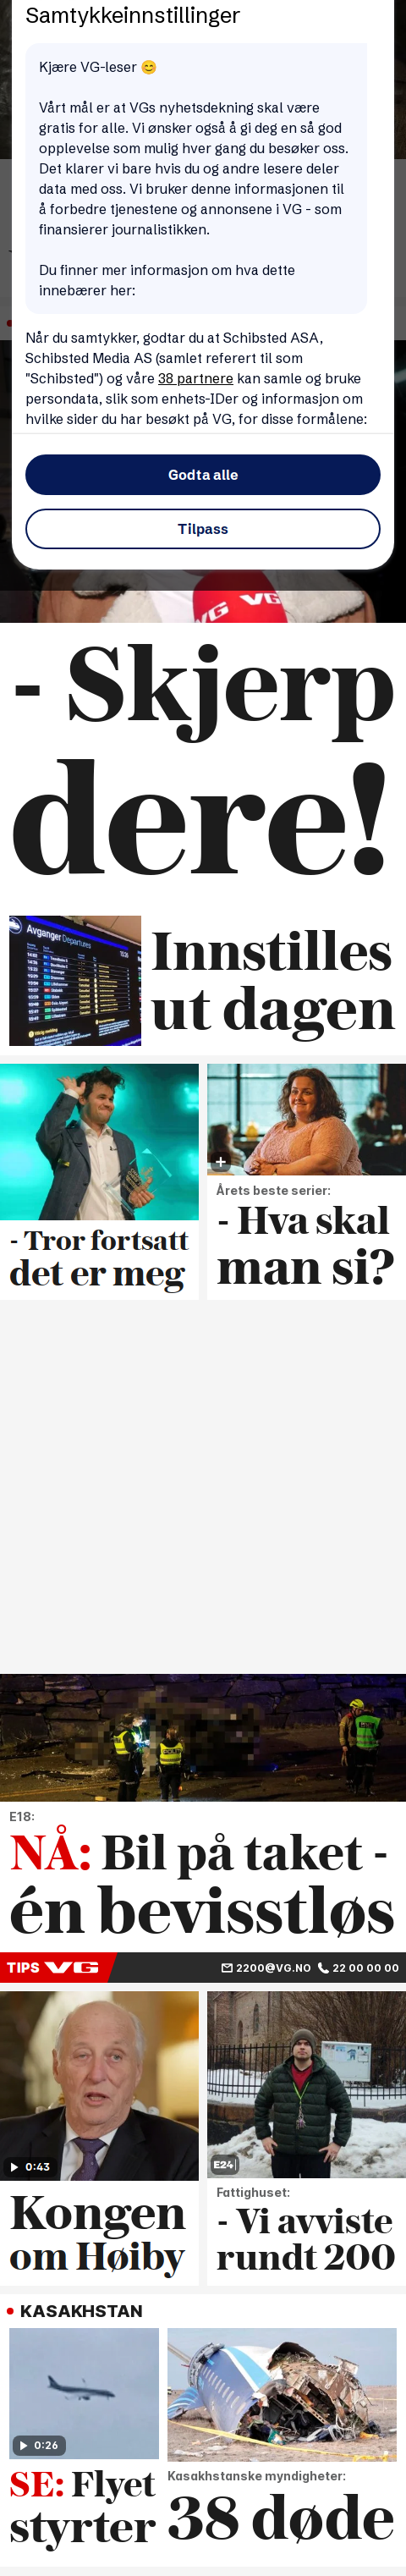 Samtykkeinnstillinger
Kjære VG-leser 😊
Vårt mål er at VGs nyhetsdekning skal være
gratis for alle. Vi ønsker også å gi deg en så god
opplevelse som mulig hver gang du besøker oss.
Det klarer vi bare hvis du og andre lesere deler
data med oss. Vi bruker denne informasjonen til
å forbedre tjenestene og annonsene i VG - som
finansierer journalistikken.
Du finner mer informasjon om hva dette
innebærer her:
Når du samtykker, godtar du at Schibsted ASA,
Schibsted Media AS (samlet referert til som
"Schibsted") og våre 38 partnere kan samle og bruke
persondata, slik som enhets-IDer og informasjon om
hvilke sider du har besøkt på VG, for disse formålene:
Godta alle
Tilpass
VG VG
- Skjerp
dere!
Avganger Departures
Innstilles
ut dagen
- Tror fortsatt
det er meg
Årets beste serier:
- Hva skal
man si?
E18:
NÅ: Bil på taket -
én bevisstløs
TIPS VG
2200@VG.NO 22 00 00 00
0:43
Kongen
om Høiby
E24
Fattighuset:
- Vi avviste
rundt 200
KASAKHSTAN
0:26
SE: Flyet
styrter
Kasakhstanske myndigheter:
38 døde